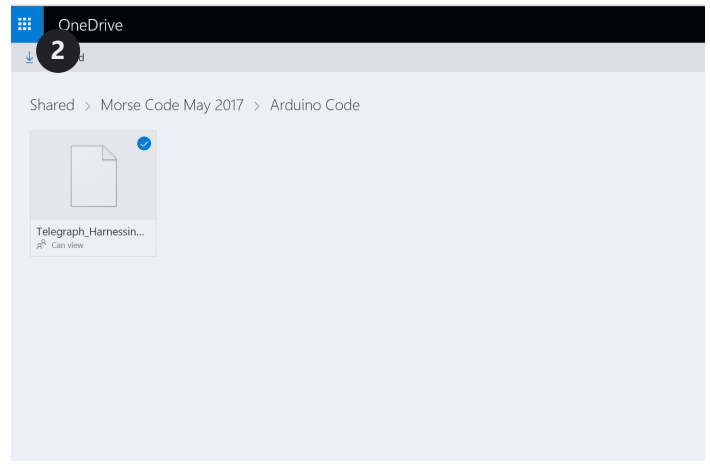 OneDrive
2
Shared > Morse Code May 2017 > Arduino Code
Telegraph_Harnessin...
Can view